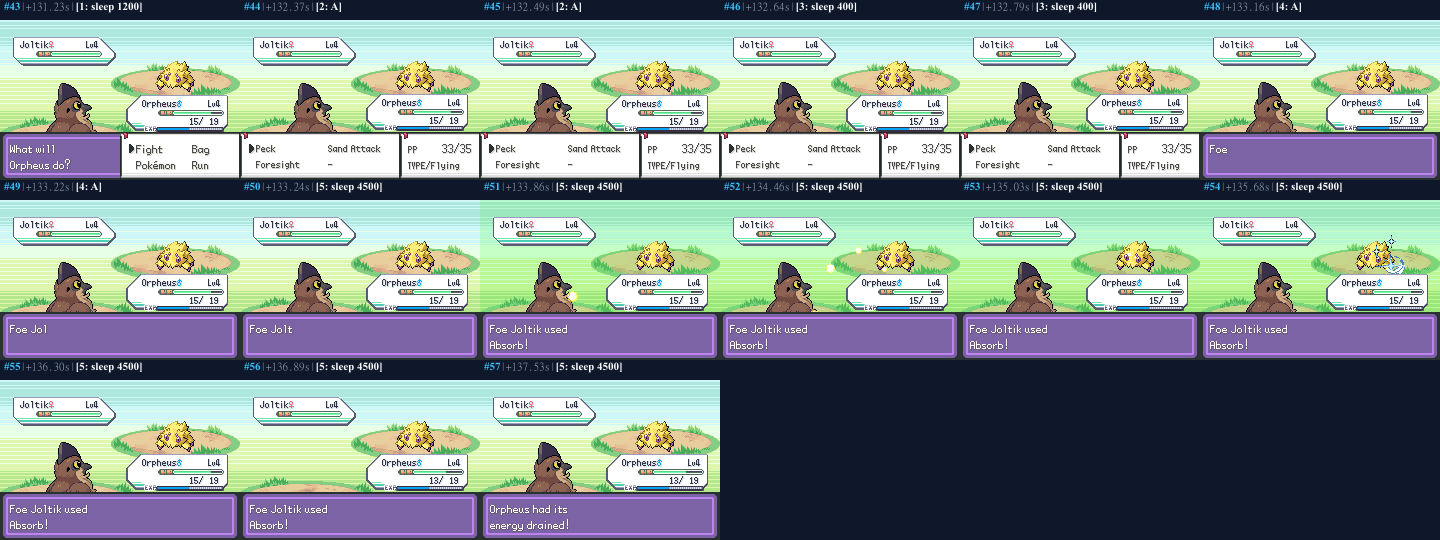 #43|+131.23s|[1: sleep 1200]
Joltik♀ Lv4
Orpheus♂ Lv4
15/ 19
EXP
What will
Orpheus do?
Fight Bag
Pokémon Run
#44|+132.37s|[2: A]
Joltik♀ Lv4
Orpheus♂ Lv4
15/ 19
Peck Sand Attack
Foresight -
PP 33/35
TYPE/Flying
#45|+132.49s|[2: A]
Joltik♀ Lv4
Orpheus♂ Lv4
15/ 19
Peck Sand Attack
Foresight -
PP 33/35
TYPE/Flying
#46|+132.64s|[3: sleep 400]
Joltik♀ Lv4
Orpheus♂ Lv4
15/ 19
Peck Sand Attack
Foresight -
PP 33/35
TYPE/Flying
#47|+132.79s|[3: sleep 400]
Joltik♀ Lv4
Orpheus♂ Lv4
15/ 19
Peck Sand Attack
Foresight -
PP 33/35
TYPE/Flying
#48|+133.16s|[4: A]
Joltik♀ Lv4
Orpheus♂ Lv4
15/ 19
EXP
Foe
#49|+133.22s|[4: A]
Joltik♀ Lv4
Orpheus♂ Lv4
15/ 19
EXP
Foe Jol
#50|+133.24s|[5: sleep 4500]
Joltik♀ Lv4
Orpheus♂ Lv4
15/ 19
EXP
Foe Jolt
#51|+133.86s|[5: sleep 4500]
Joltik♀ Lv4
Orpheus♂ Lv4
15/ 19
EXP
Foe Joltik used
Absorb!
#52|+134.46s|[5: sleep 4500]
Joltik♀ Lv4
Orpheus♂ Lv4
15/ 19
EXP
Foe Joltik used
Absorb!
#53|+135.03s|[5: sleep 4500]
Joltik♀ Lv4
Orpheus♂ Lv4
15/ 19
EXP
Foe Joltik used
Absorb!
#54|+135.68s|[5: sleep 4500]
Joltik♀ Lv4
Orpheus♂ Lv4
15/ 19
EXP
Foe Joltik used
Absorb!
#55|+136.30s|[5: sleep 4500]
Joltik♀ Lv4
Orpheus♂ Lv4
15/ 19
EXP
Foe Joltik used
Absorb!
#56|+136.89s|[5: sleep 4500]
Joltik♀ Lv4
Orpheus♂ Lv4
13/ 19
EXP
Foe Joltik used
Absorb!
#57|+137.53s|[5: sleep 4500]
Joltik♀ Lv4
Orpheus♂ Lv4
13/ 19
EXP
Orpheus had its
energy drained!